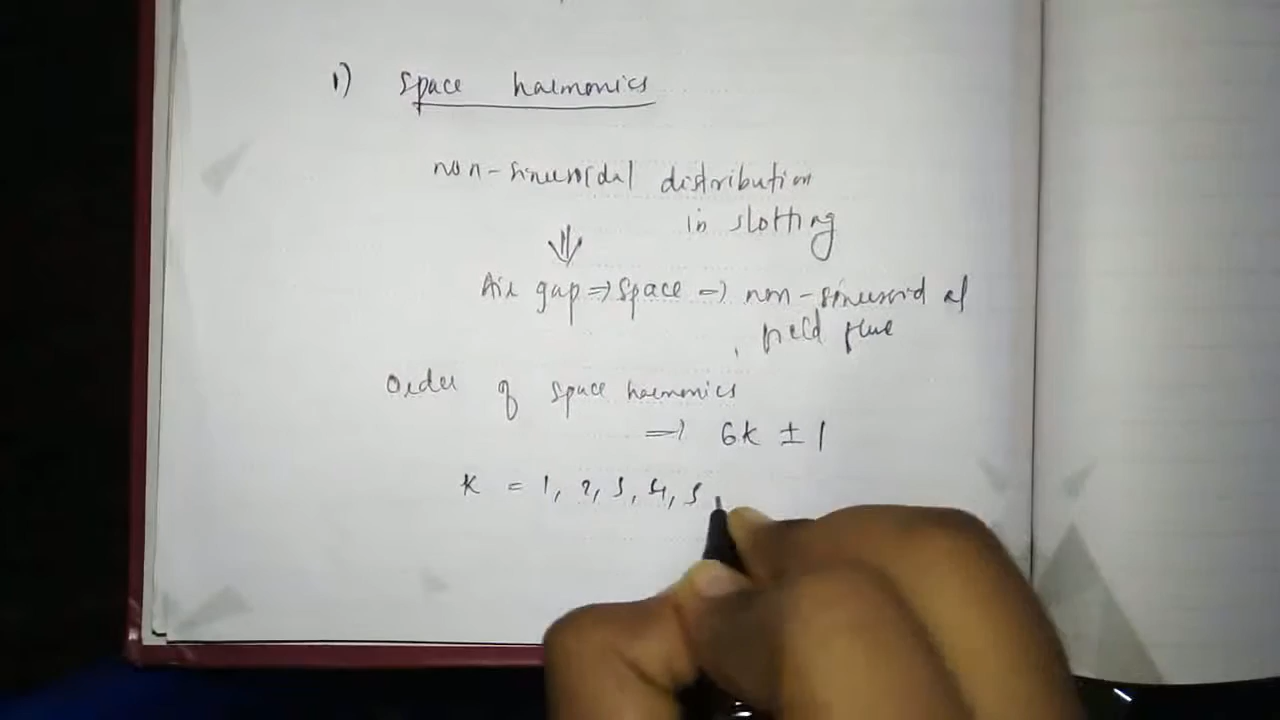 1) Space harmonics
non-sinusoidal distribution
in slotting
⇓
Air gap ⇒ space ⇒ non-sinusoidal
field flux
Order of space harmonics
⇒ 6k ± 1
k = 1, 2, 3, 4, 5